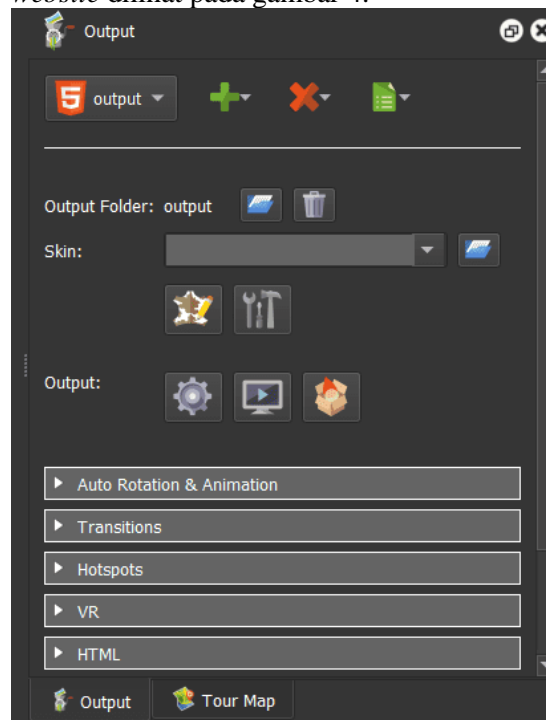 website dilihat pada gambar 4.
Output
output
Output Folder: output
Skin:
Output:
Auto Rotation & Animation
Transitions
Hotspots
VR
HTML
Output
Tour Map